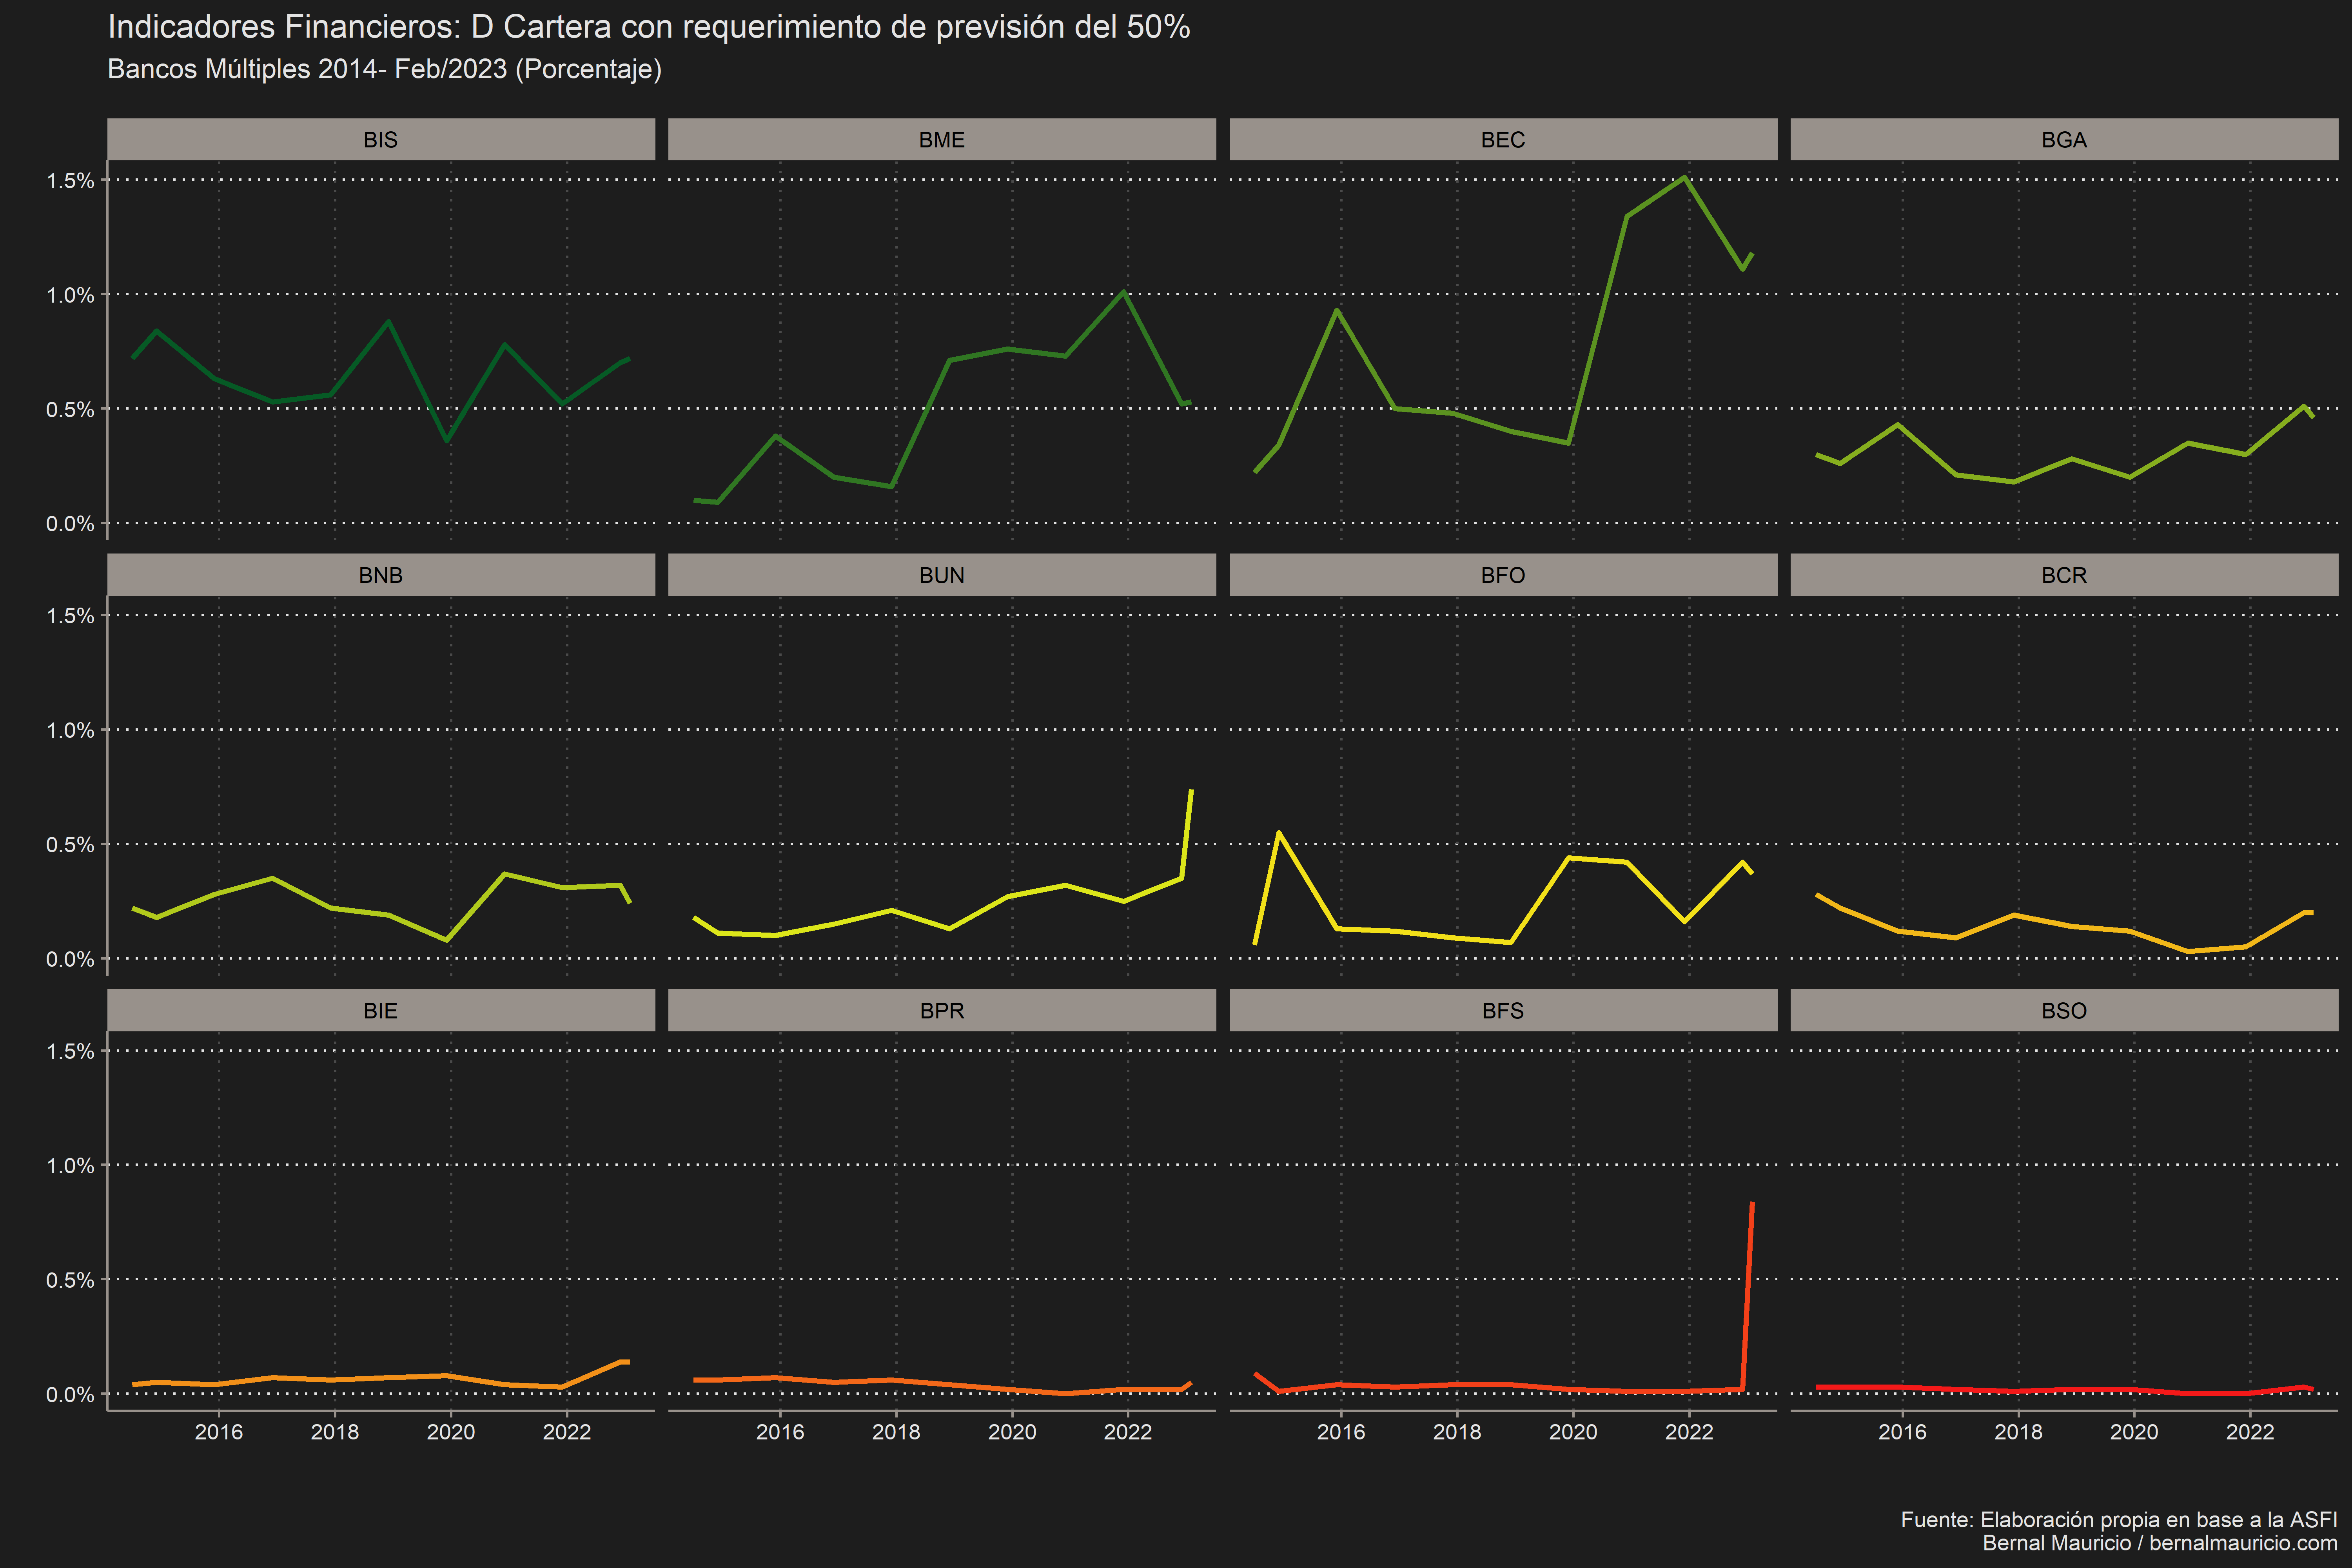 Indicadores Financieros: D Cartera con requerimiento de previsión del 50%
Bancos Múltiples 2014- Feb/2023 (Porcentaje)
BIS BME BEC BGA
1.5%
1.0%
0.5%
0.0%
BNB BUN BFO BCR
1.5%
1.0%
0.5%
0.0%
BIE BPR BFS BSO
1.5%
1.0%
0.5%
0.0%
2016 2018 2020 2022 2016 2018 2020 2022 2016 2018 2020 2022 2016 2018 2020 2022
Fuente: Elaboración propia en base a la ASFI
Bernal Mauricio / bernalmauricio.com